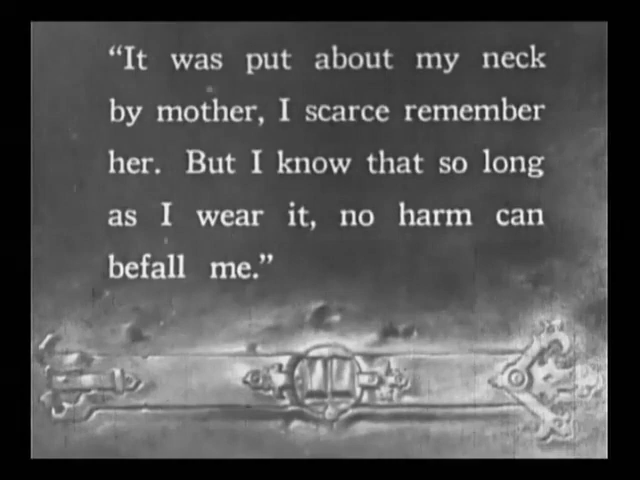 “It was put about my neck
by mother, I scarce remember
her. But I know that so long
as I wear it, no harm can
befall me.”